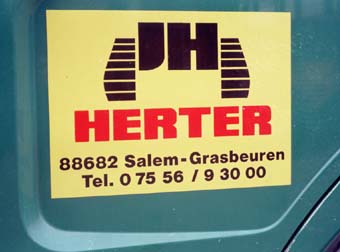 JH
HERTER
88682 Salem-Grasbeuren
Tel. 0 75 56 / 9 30 00